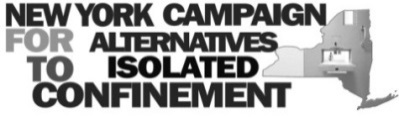 NEW YORK CAMPAIGN
FOR ALTERNATIVES
TO ISOLATED
CONFINEMENT